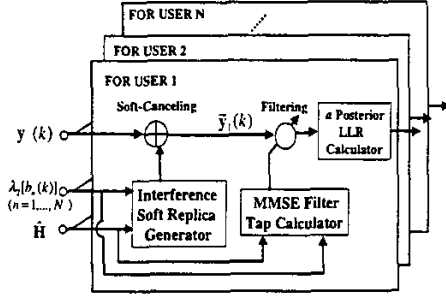 FOR USER N
FOR USER 2
FOR USER 1
Soft-Canceling
Filtering
y (k)
ỹ₁(k)
a Posterior
LLR
Calculator
λ₂[bₙ(k)]
(n=1,..., N)
Ĥ
Interference
Soft Replica
Generator
MMSE Filter
Tap Calculator